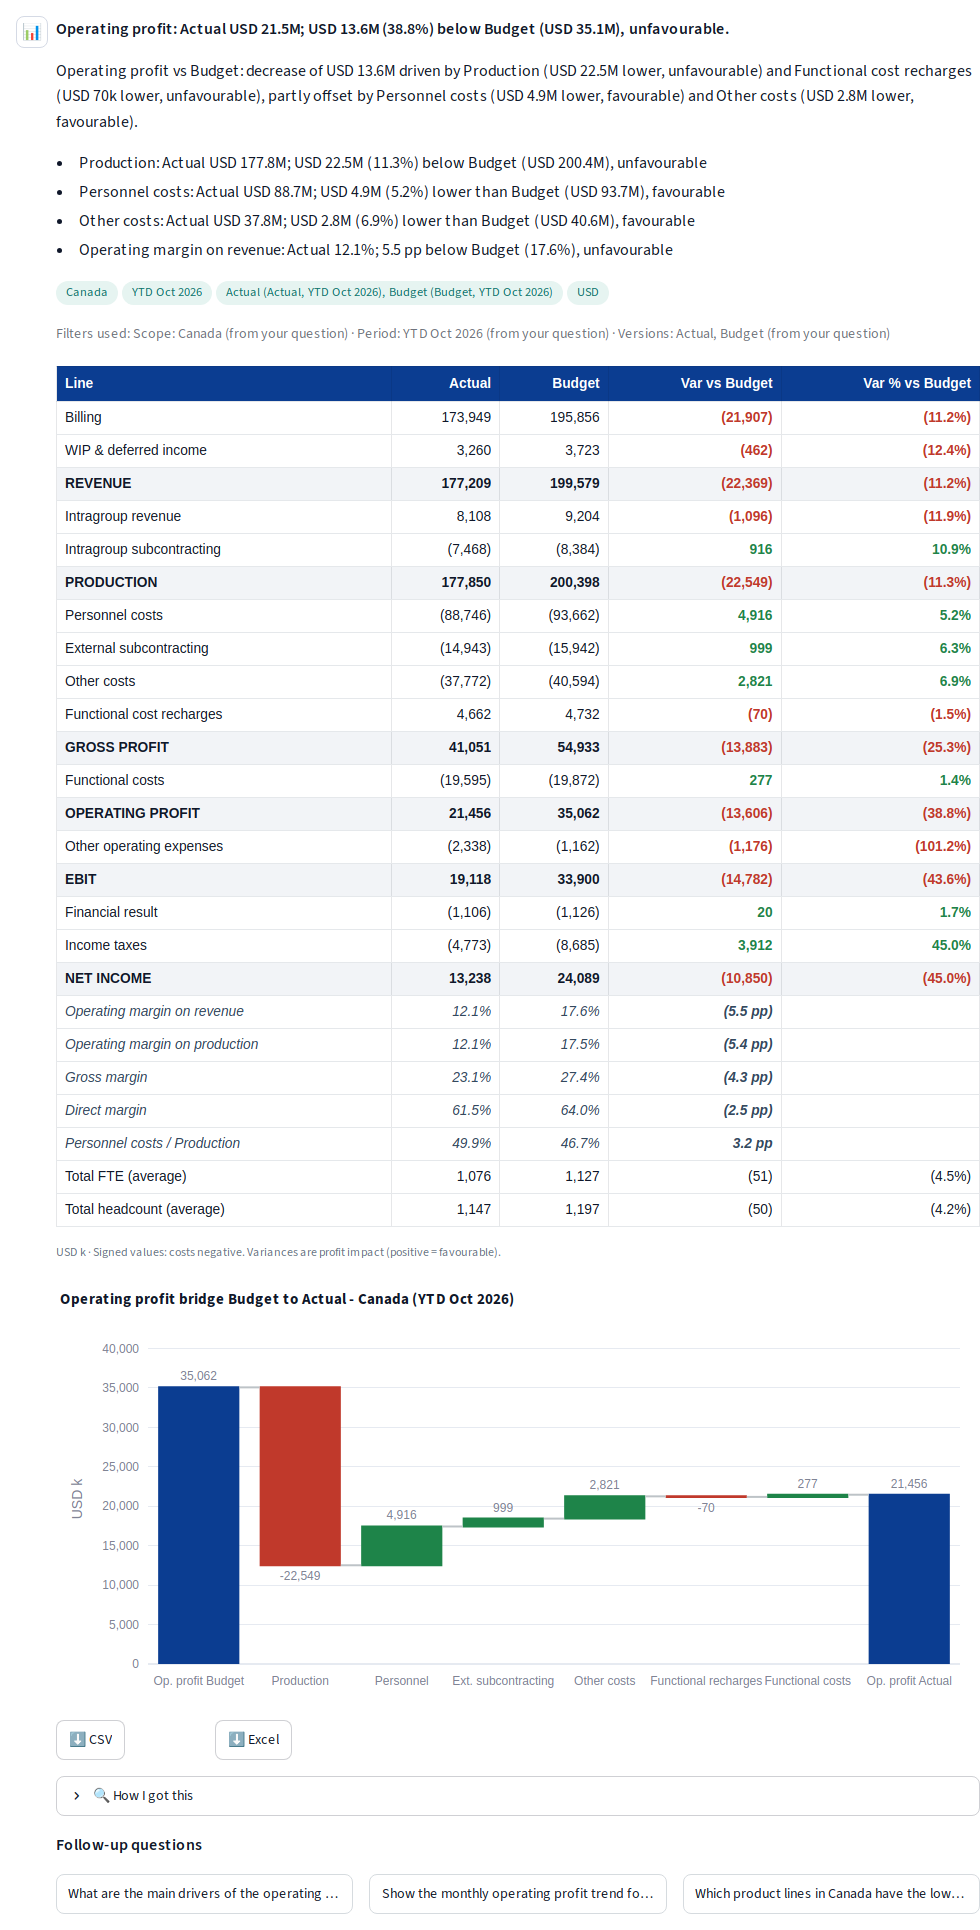 Operating profit: Actual USD 21.5M; USD 13.6M (38.8%) below Budget (USD 35.1M), unfavourable.
Operating profit vs Budget: decrease of USD 13.6M driven by Production (USD 22.5M lower, unfavourable) and Functional cost recharges
(USD 70k lower, unfavourable), partly offset by Personnel costs (USD 4.9M lower, favourable) and Other costs (USD 2.8M lower,
favourable).
• Production: Actual USD 177.8M; USD 22.5M (11.3%) below Budget (USD 200.4M), unfavourable
• Personnel costs: Actual USD 88.7M; USD 4.9M (5.2%) lower than Budget (USD 93.7M), favourable
• Other costs: Actual USD 37.8M; USD 2.8M (6.9%) lower than Budget (USD 40.6M), favourable
• Operating margin on revenue: Actual 12.1%; 5.5 pp below Budget (17.6%), unfavourable
Canada YTD Oct 2026 Actual (Actual, YTD Oct 2026), Budget (Budget, YTD Oct 2026) USD
Filters used: Scope: Canada (from your question) · Period: YTD Oct 2026 (from your question) · Versions: Actual, Budget (from your question)
Line Actual Budget Var vs Budget Var % vs Budget
Billing 173,949 195,856 (21,907) (11.2%)
WIP & deferred income 3,260 3,723 (462) (12.4%)
REVENUE 177,209 199,579 (22,369) (11.2%)
Intragroup revenue 8,108 9,204 (1,096) (11.9%)
Intragroup subcontracting (7,468) (8,384) 916 10.9%
PRODUCTION 177,850 200,398 (22,549) (11.3%)
Personnel costs (88,746) (93,662) 4,916 5.2%
External subcontracting (14,943) (15,942) 999 6.3%
Other costs (37,772) (40,594) 2,821 6.9%
Functional cost recharges 4,662 4,732 (70) (1.5%)
GROSS PROFIT 41,051 54,933 (13,883) (25.3%)
Functional costs (19,595) (19,872) 277 1.4%
OPERATING PROFIT 21,456 35,062 (13,606) (38.8%)
Other operating expenses (2,338) (1,162) (1,176) (101.2%)
EBIT 19,118 33,900 (14,782) (43.6%)
Financial result (1,106) (1,126) 20 1.7%
Income taxes (4,773) (8,685) 3,912 45.0%
NET INCOME 13,238 24,089 (10,850) (45.0%)
Operating margin on revenue 12.1% 17.6% (5.5 pp)
Operating margin on production 12.1% 17.5% (5.4 pp)
Gross margin 23.1% 27.4% (4.3 pp)
Direct margin 61.5% 64.0% (2.5 pp)
Personnel costs / Production 49.9% 46.7% 3.2 pp
Total FTE (average) 1,076 1,127 (51) (4.5%)
Total headcount (average) 1,147 1,197 (50) (4.2%)
USD k · Signed values: costs negative. Variances are profit impact (positive = favourable).
Operating profit bridge Budget to Actual - Canada (YTD Oct 2026)
USD k
40,000
35,000
30,000
25,000
20,000
15,000
10,000
5,000
0
35,062
-22,549
4,916
999
2,821
-70
277
21,456
Op. profit Budget Production Personnel Ext. subcontracting Other costs Functional recharges Functional costs Op. profit Actual
CSV Excel
How I got this
Follow-up questions
What are the main drivers of the operating … Show the monthly operating profit trend fo… Which product lines in Canada have the low…